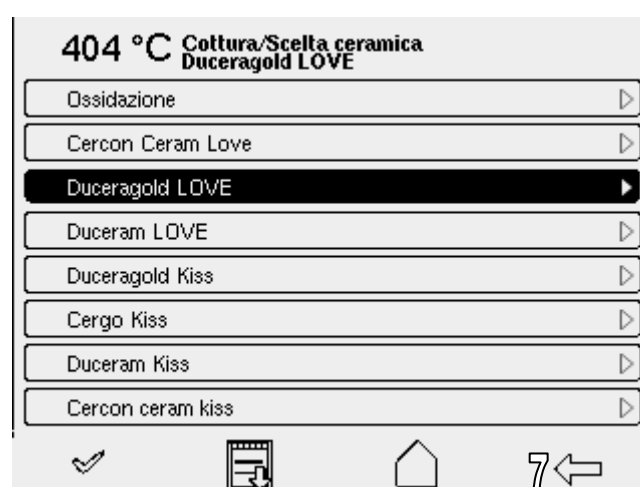 404 °C Cottura/Scelta ceramica
Duceragold LOVE
Ossidazione
Cercon Ceram Love
Duceragold LOVE
Duceram LOVE
Duceragold Kiss
Cergo Kiss
Duceram Kiss
Cercon ceram kiss
7